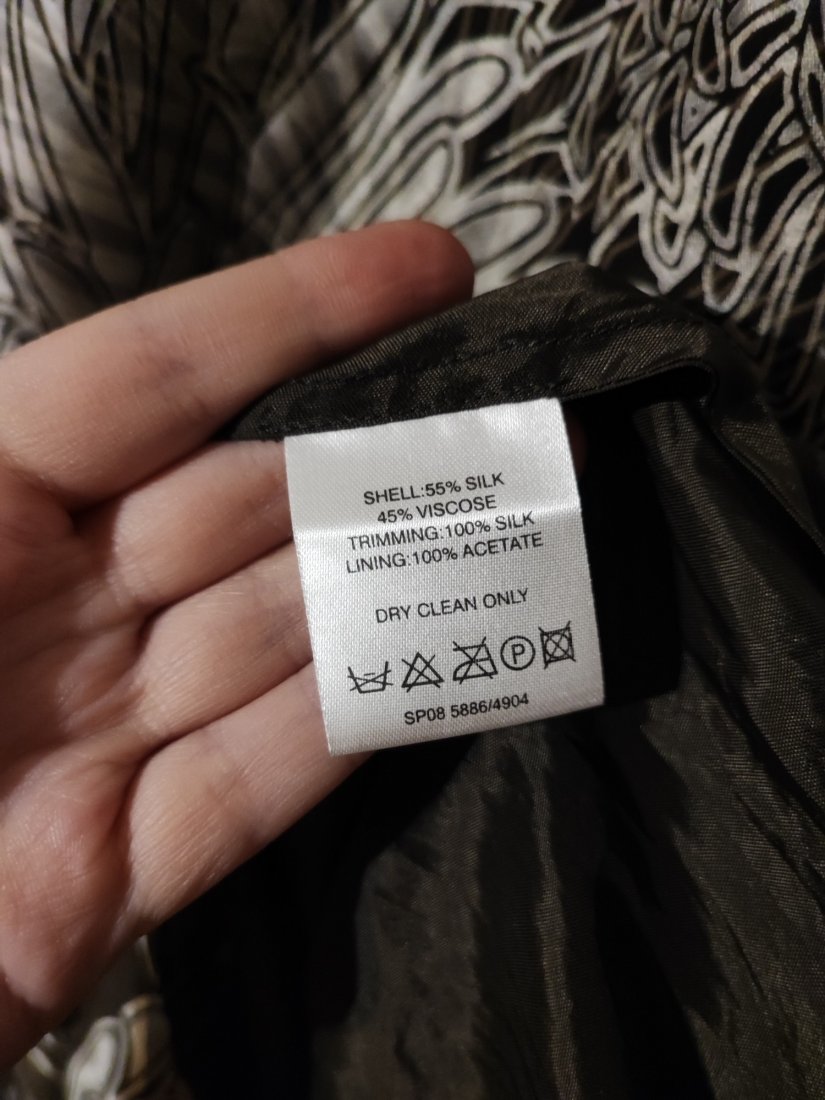 SHELL:55% SILK
45% VISCOSE
TRIMMING:100% SILK
LINING:100% ACETATE
DRY CLEAN ONLY
P
SP08 5886/4904